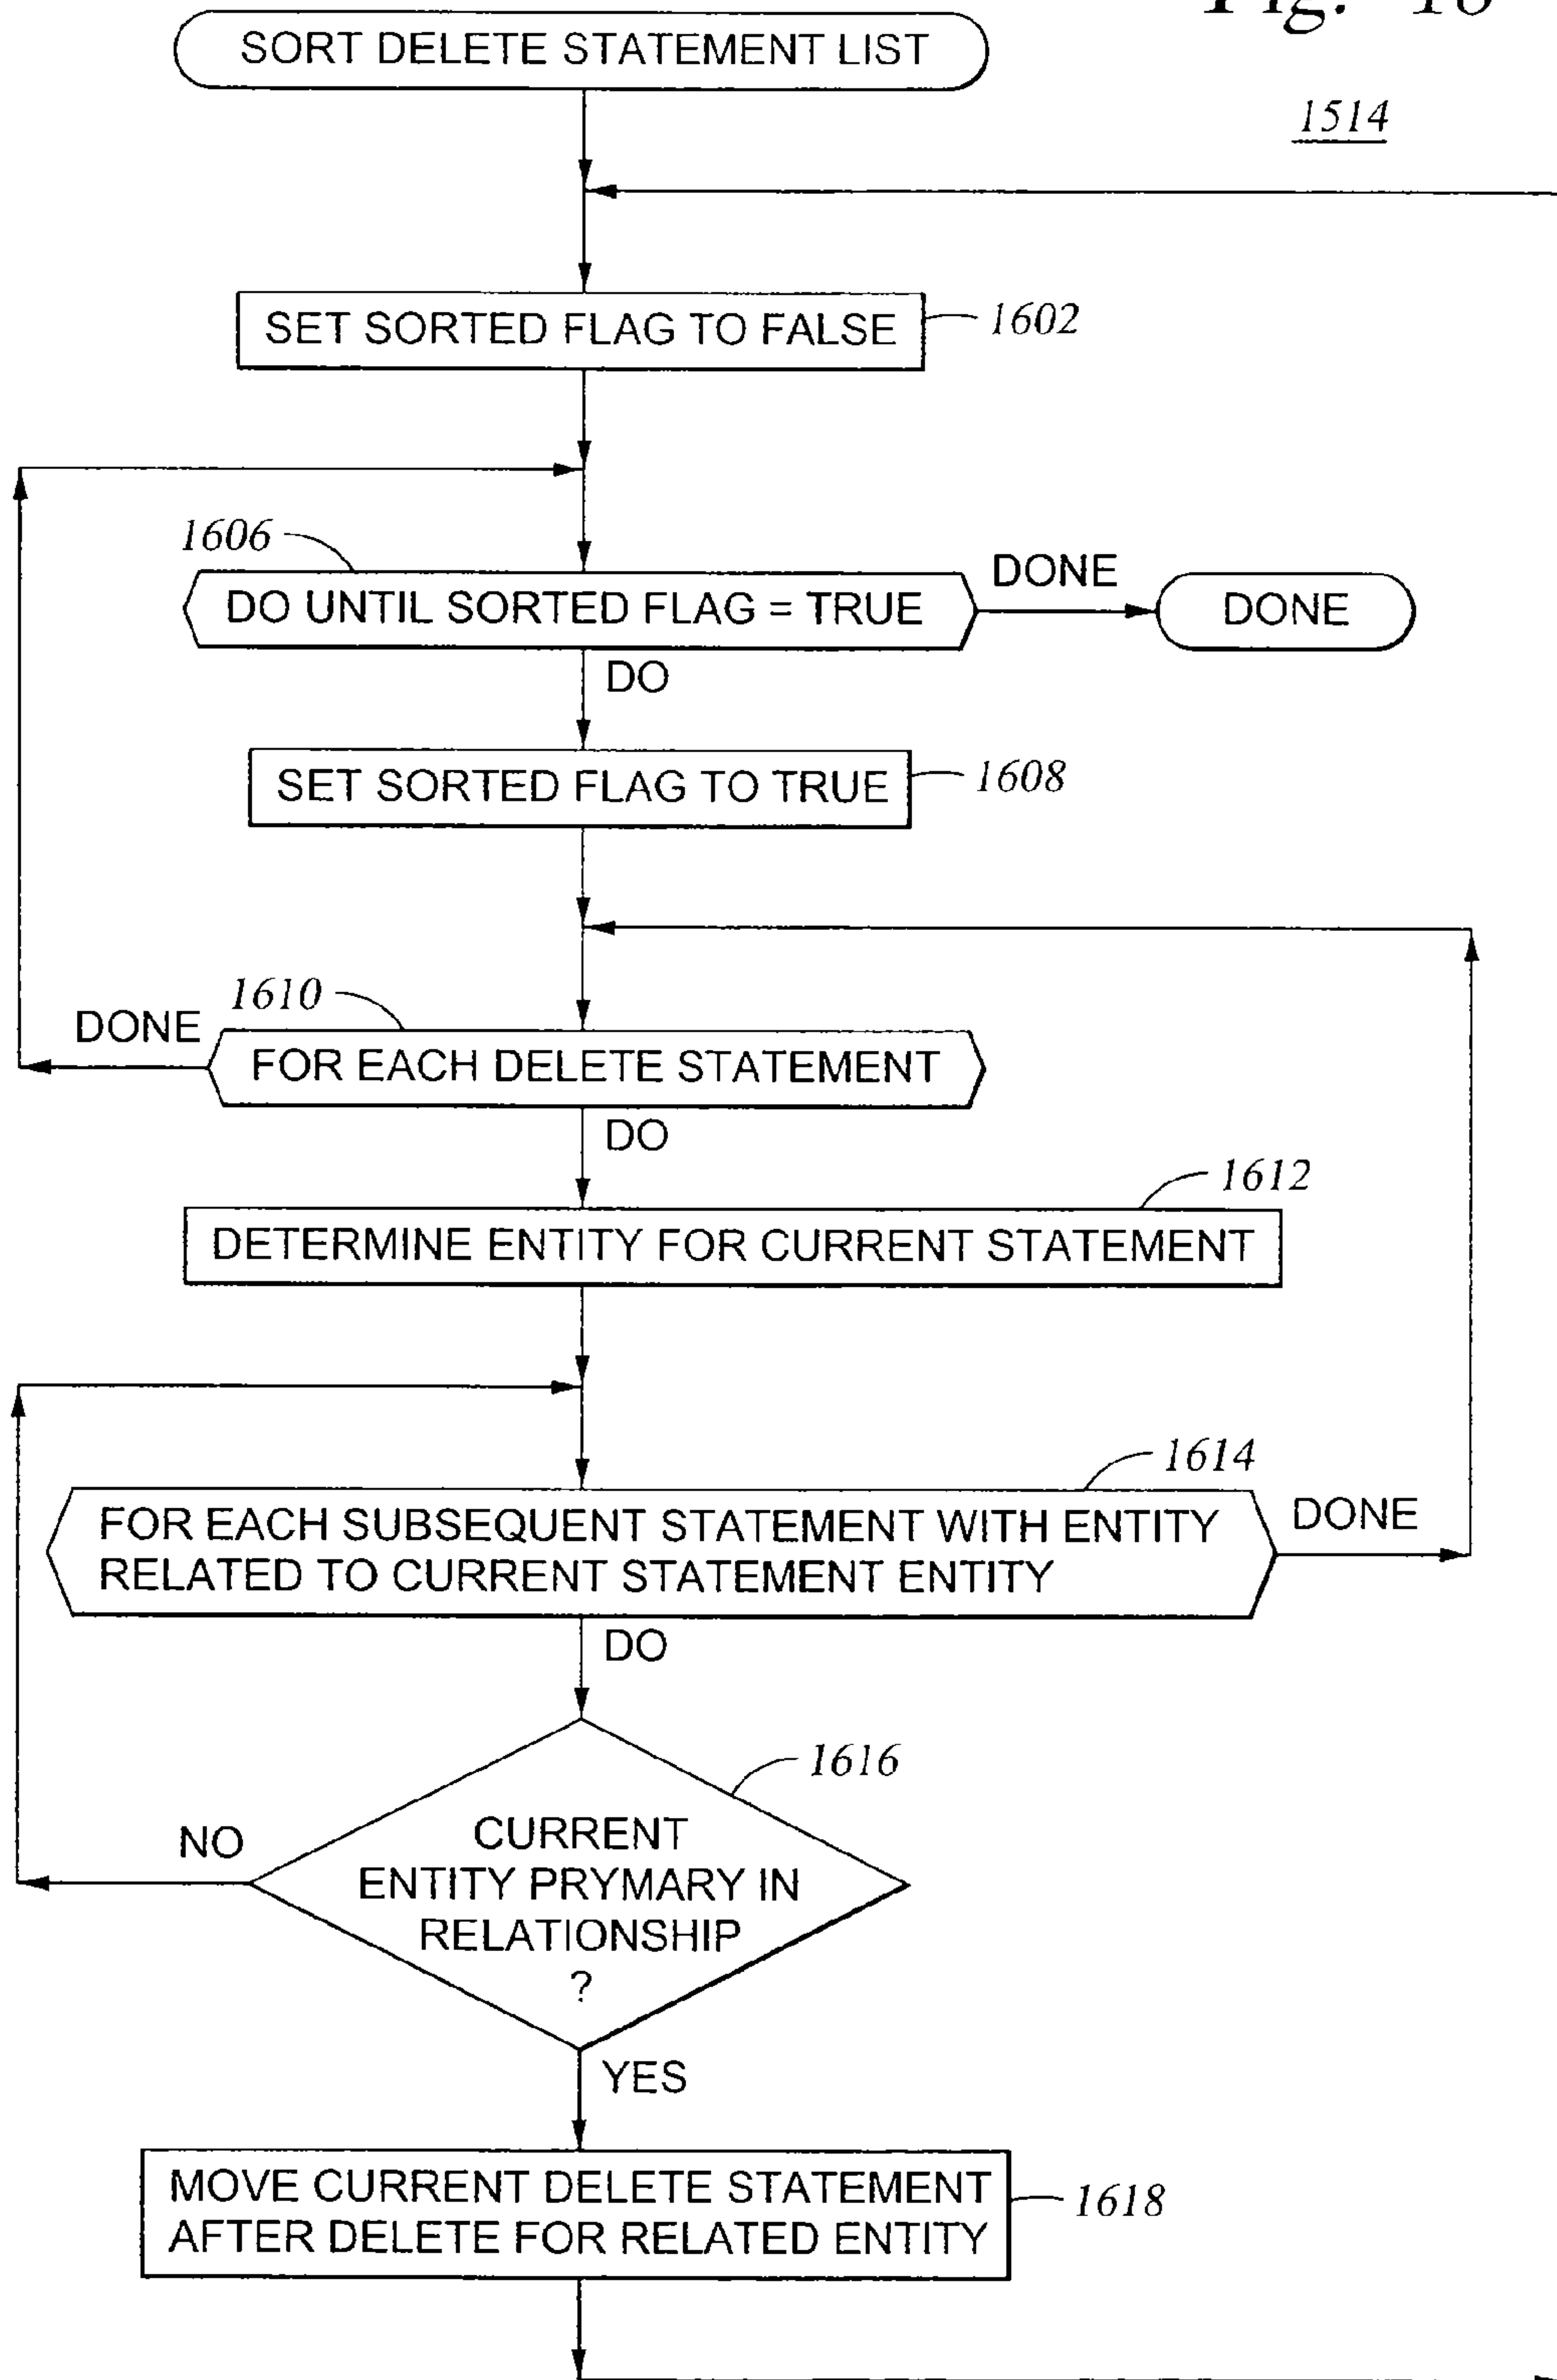 Fig. 16
SORT DELETE STATEMENT LIST
1514
SET SORTED FLAG TO FALSE
1602
1606
DO UNTIL SORTED FLAG = TRUE
DONE
DONE
DO
SET SORTED FLAG TO TRUE
1608
1610
DONE
FOR EACH DELETE STATEMENT
DO
1612
DETERMINE ENTITY FOR CURRENT STATEMENT
1614
FOR EACH SUBSEQUENT STATEMENT WITH ENTITY
RELATED TO CURRENT STATEMENT ENTITY
DONE
DO
1616
NO
CURRENT
ENTITY PRYMARY IN
RELATIONSHIP
?
YES
MOVE CURRENT DELETE STATEMENT
AFTER DELETE FOR RELATED ENTITY
1618